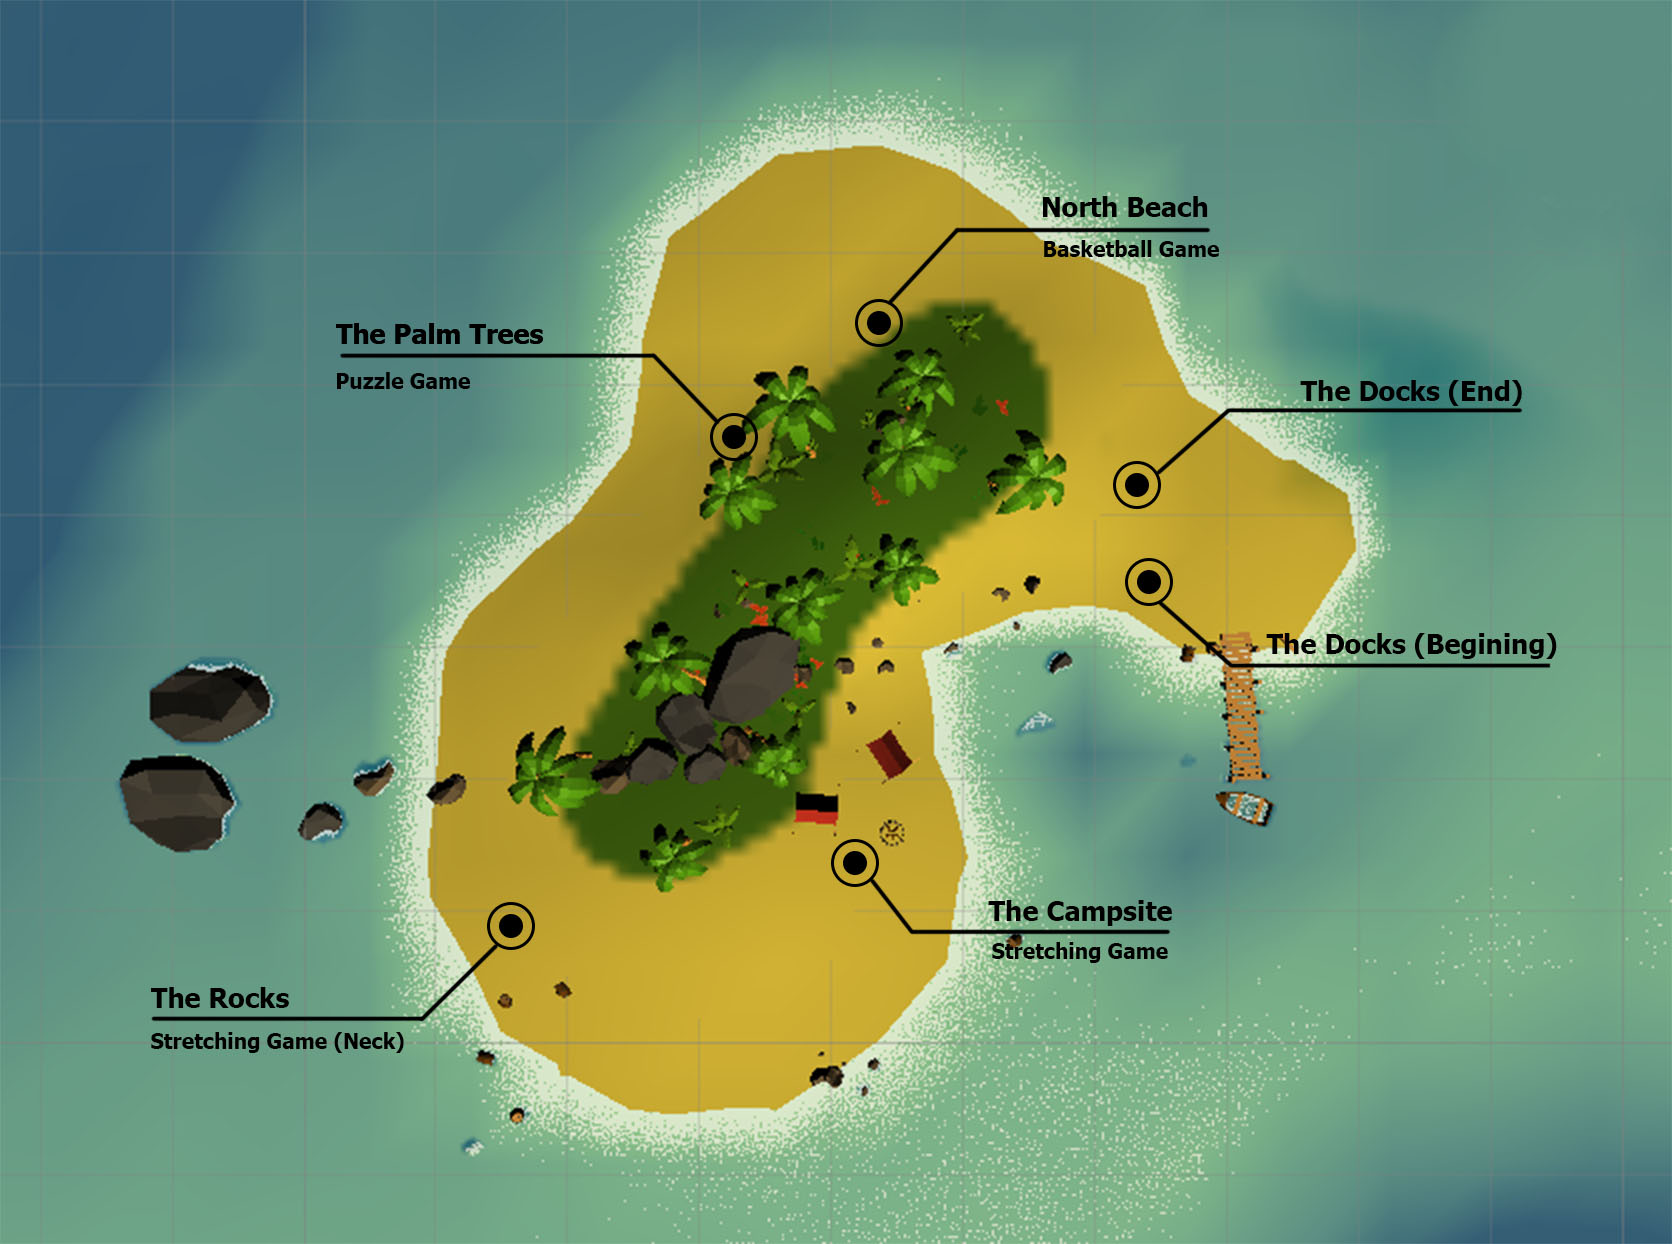 North Beach
Basketball Game
The Palm Trees
Puzzle Game
The Docks (End)
The Docks (Begining)
The Campsite
Stretching Game
The Rocks
Stretching Game (Neck)